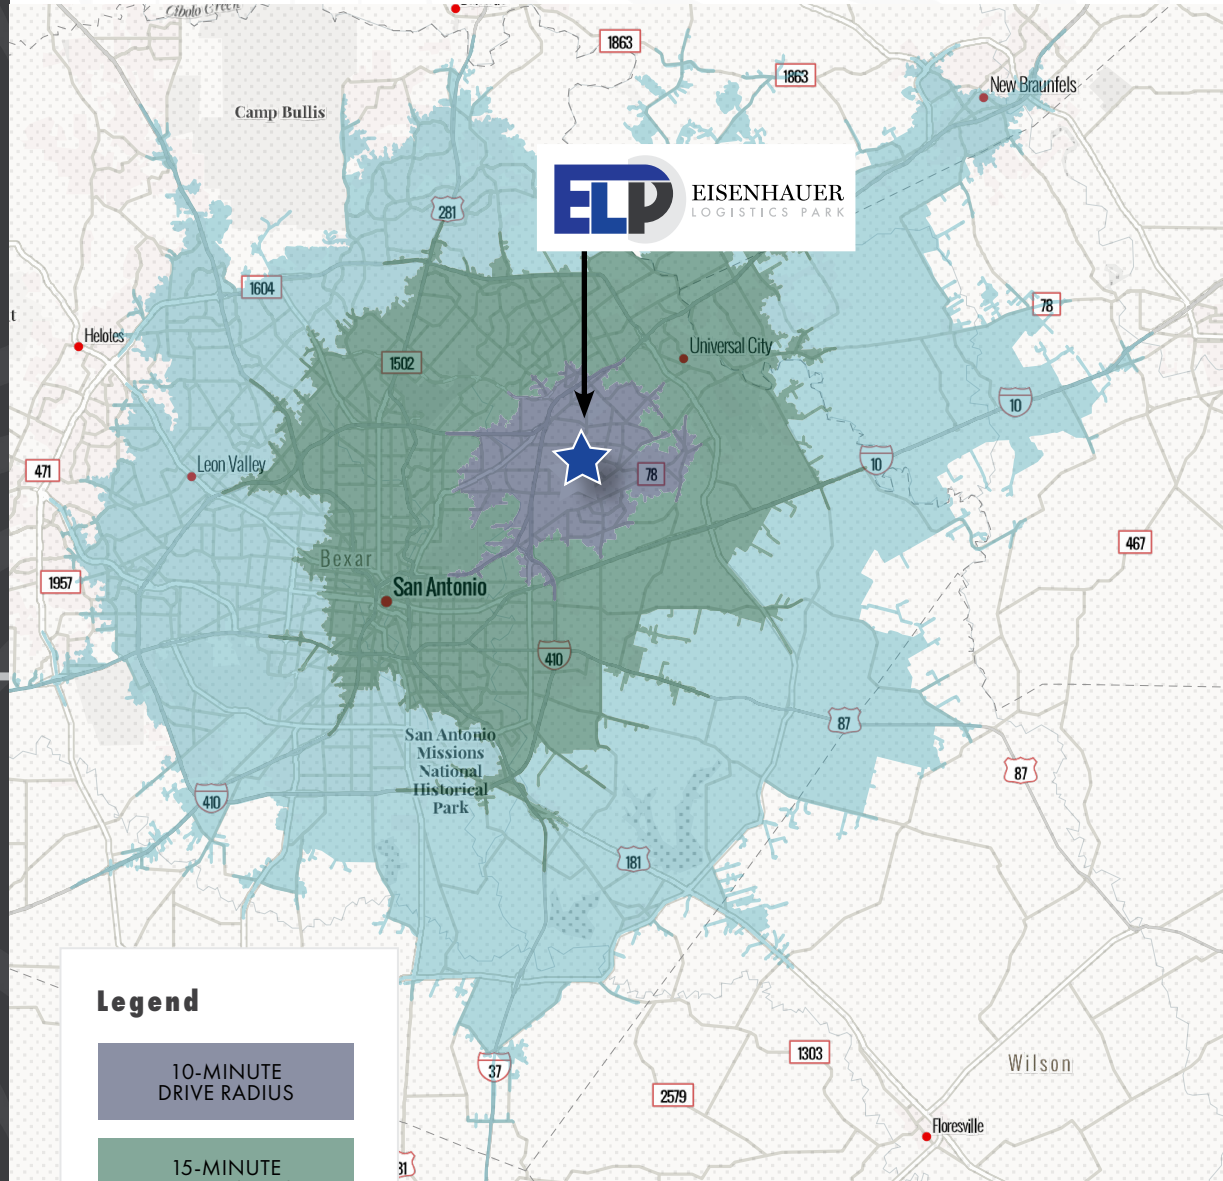 Cibolo Creek
1863
1863
New Braunfels
Camp Bullis
ELP
EISENHAUER
LOGISTICS PARK
281
1604
78
t
Helotes
Universal City
1502
10
10
Leon Valley
471
78
467
Bexar
1957
San Antonio
410
87
San Antonio
Missions
National
Historical
Park
87
410
181
Legend
10-MINUTE
DRIVE RADIUS
15-MINUTE
37
1303
Wilson
2579
Floresville